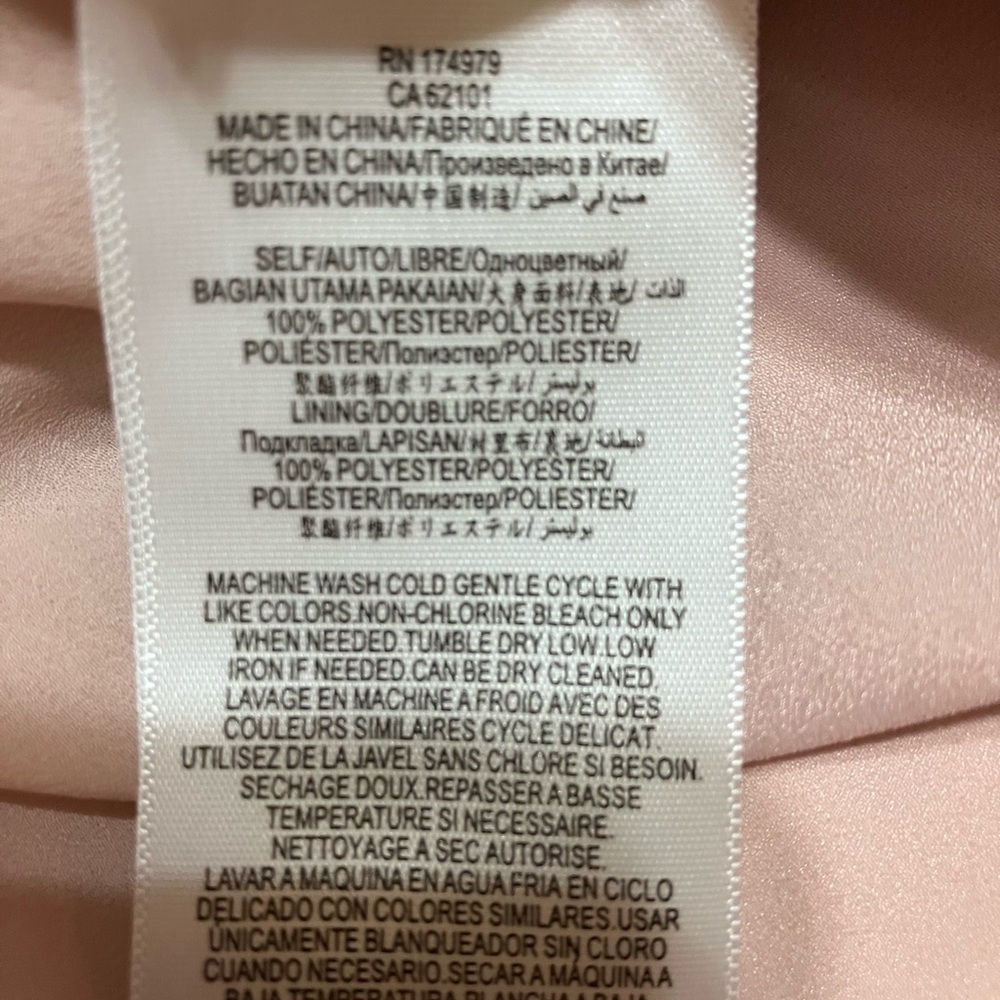 RN 174979
CA 62101
MADE IN CHINA/FABRIQUÉ EN CHINE/
HECHO EN CHINA/Произведено в Китае/
BUATAN CHINA/中国制造/ صنع في الصين
SELF/AUTO/LIBRE/Одноцветный/
BAGIAN UTAMA PAKAIAN/大身面料/表地/ الذات
100% POLYESTER/POLYESTER/
POLIÉSTER/Полиэстер/POLIESTER/
聚酯纤维/ポリエステル/ بوليستر
LINING/DOUBLURE/FORRO/
Подкладка/LAPISAN/衬里布/裏地/ البطانة
100% POLYESTER/POLYESTER/
POLIÉSTER/Полиэстер/POLIESTER/
聚酯纤维/ポリエステル/ بوليستر
MACHINE WASH COLD GENTLE CYCLE WITH
LIKE COLORS.NON-CHLORINE BLEACH ONLY
WHEN NEEDED.TUMBLE DRY LOW.LOW
IRON IF NEEDED.CAN BE DRY CLEANED.
LAVAGE EN MACHINE A FROID AVEC DES
COULEURS SIMILAIRES CYCLE DELICAT.
UTILISEZ DE LA JAVEL SANS CHLORE SI BESOIN.
SECHAGE DOUX.REPASSER A BASSE
TEMPERATURE SI NECESSAIRE.
NETTOYAGE A SEC AUTORISE.
LAVAR A MAQUINA EN AGUA FRIA EN CICLO
DELICADO CON COLORES SIMILARES.USAR
ÚNICAMENTE BLANQUEADOR SIN CLORO
CUANDO NECESARIO.SECAR A MÁQUINA A
BAJA TEMPERATURA PLANCHA A BAJA